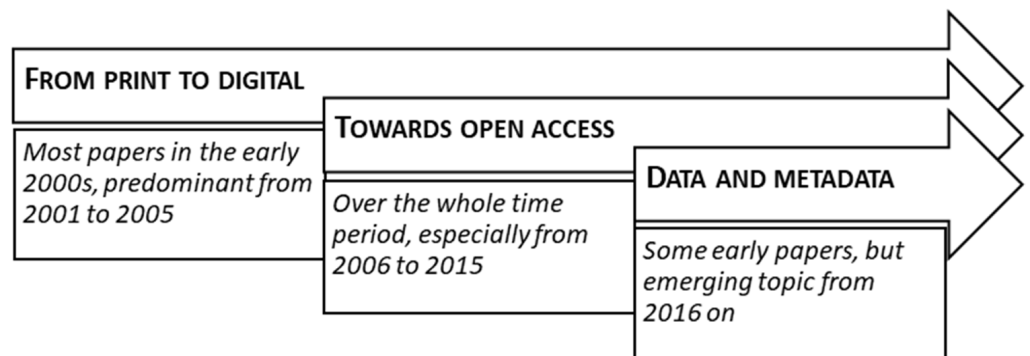 FROM PRINT TO DIGITAL
Most papers in the early
2000s, predominant from
2001 to 2005
TOWARDS OPEN ACCESS
Over the whole time
period, especially from
2006 to 2015
DATA AND METADATA
Some early papers, but
emerging topic from
2016 on